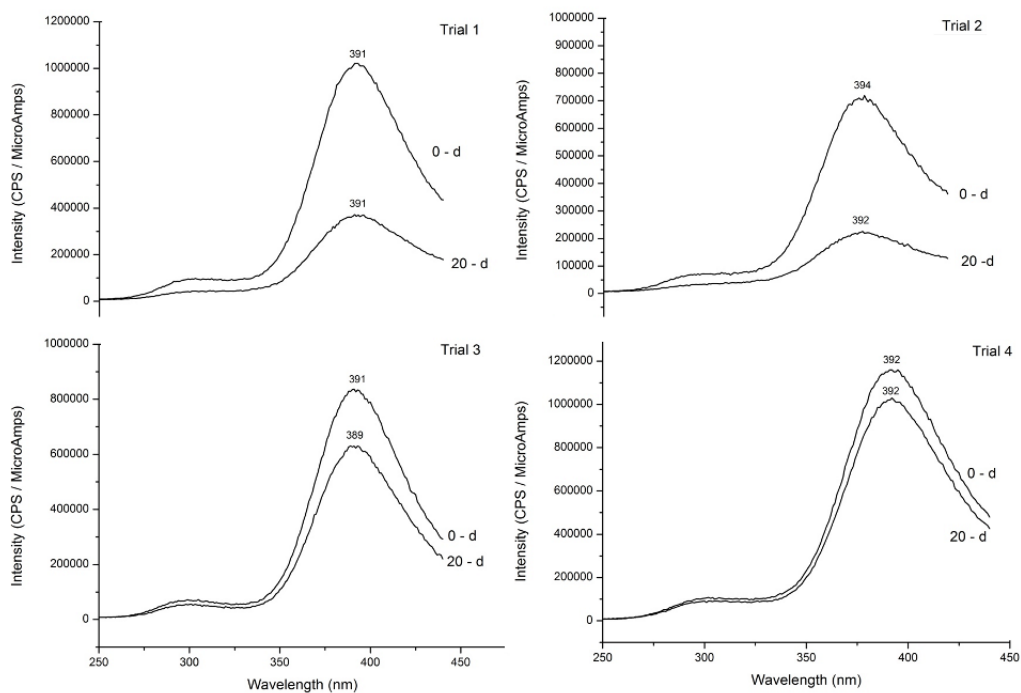 Trial 1
Intensity (CPS / MicroAmps)
1200000
1000000
800000
600000
400000
200000
0
391
0 - d
391
20 - d
Trial 2
Intensity (CPS / MicroAmps)
1000000
900000
800000
700000
600000
500000
400000
300000
200000
100000
0
394
0 - d
392
20 -d
Trial 3
Intensity (CPS / MicroAmps)
1000000
800000
600000
400000
200000
0
391
389
0 - d
20 - d
250 300 350 400 450
Wavelength (nm)
Trial 4
Intensity (CPS / MicroAmps)
1200000
1000000
800000
600000
400000
200000
0
392
392
0 - d
20 - d
250 300 350 400 450
Wavelength (nm)